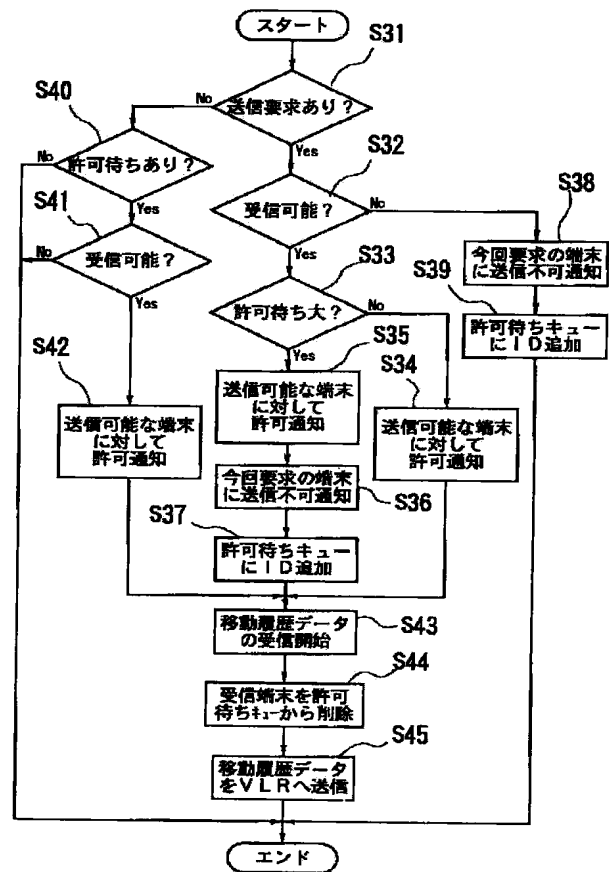 スタート
S31
送信要求あり?
No
Yes
S40
許可待ちあり?
No
Yes
S32
受信可能?
No
Yes
S38
今回要求の端末
に送信不可通知
S41
受信可能?
No
Yes
S33
許可待ち大?
No
Yes
S39
許可待ちキュー
にID追加
S42
送信可能な端末
に対して
許可通知
S35
送信可能な端末
に対して
許可通知
S34
送信可能な端末
に対して
許可通知
今回要求の端末
に送信不可通知
S36
S37
許可待ちキュー
にID追加
移動履歴データ
の受信開始
S43
S44
受信端末を許可
待ちキューから削除
S45
移動履歴データ
をVLRへ送信
エンド